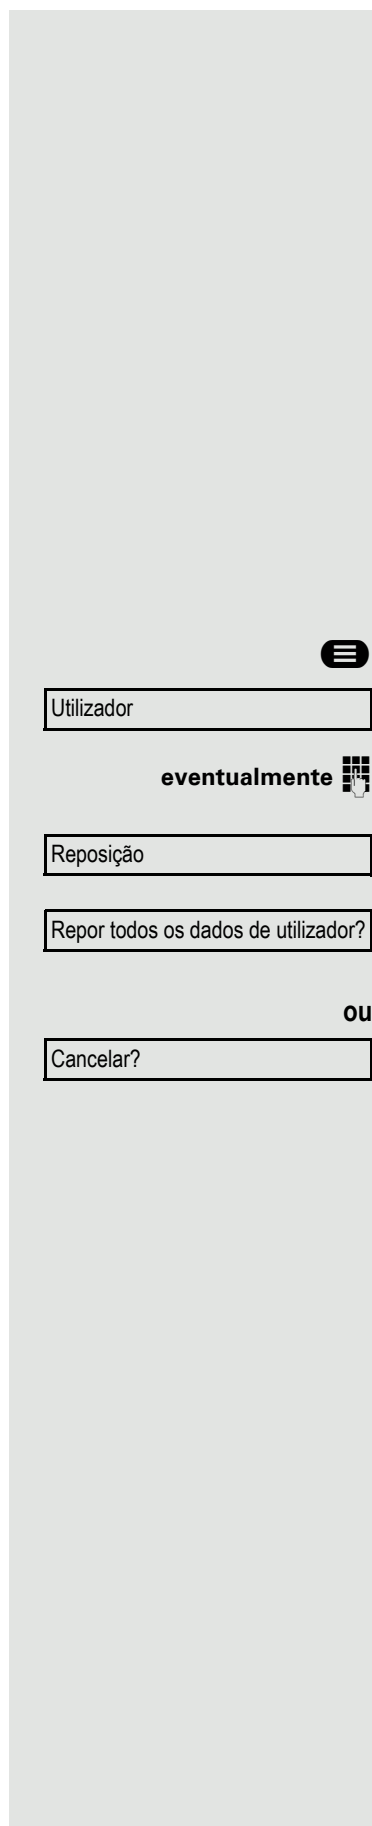 Utilizador
eventualmente
Reposição
Repor todos os dados de utilizador?
ou
Cancelar?